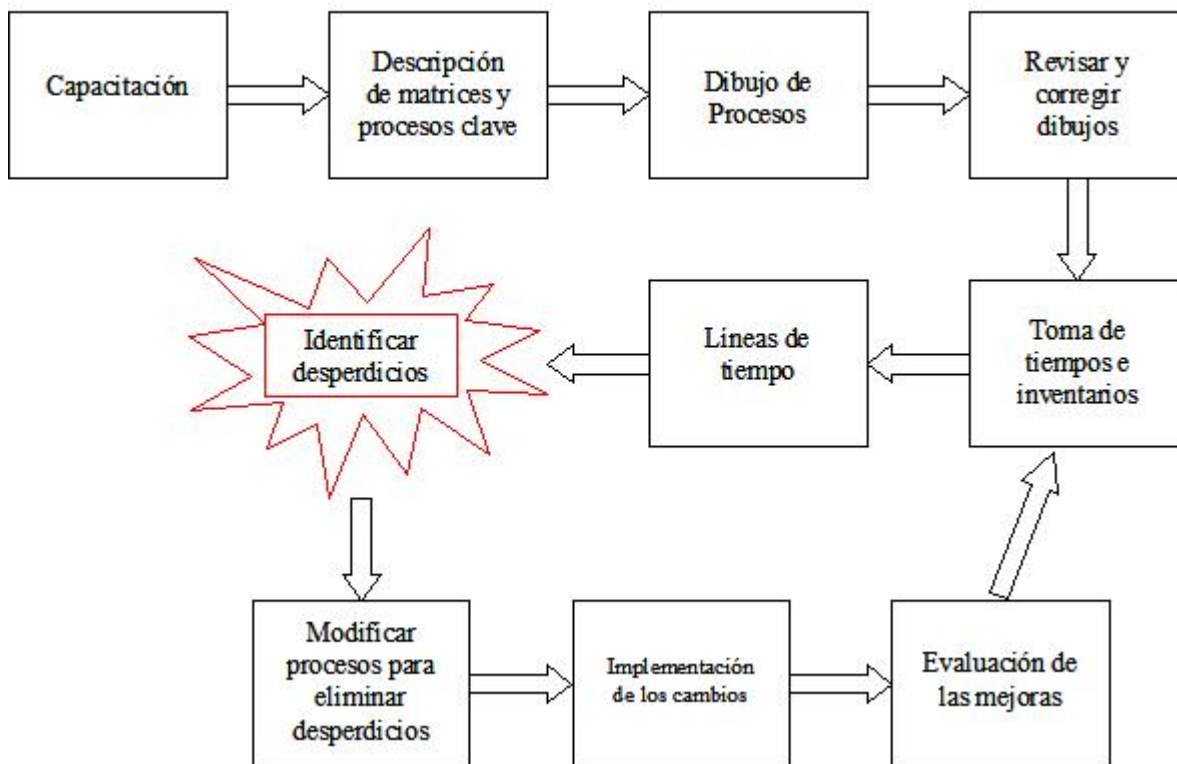 Capacitación
Descripción
de matrices y
procesos clave
Dibujo de
Procesos
Revisar y
corregir
dibujos
Toma de
tiempos e
inventarios
Líneas de
tiempo
Identificar
desperdicios
Modificar
procesos para
eliminar
desperdicios
Implementación
de los cambios
Evaluación de
las mejoras